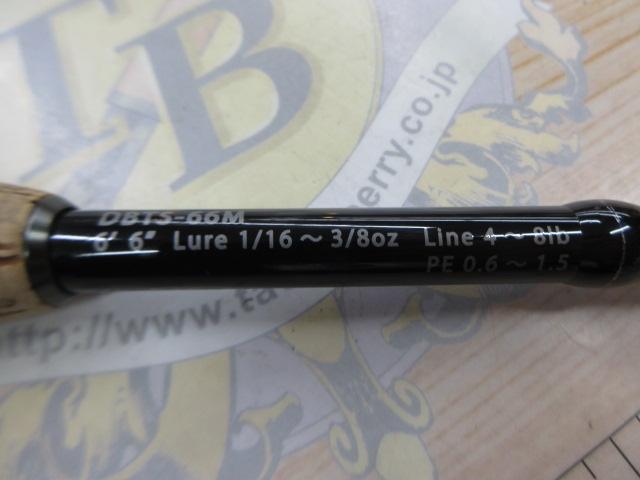 TB
berry.co.jp
DBTS-66M
6' 6" Lure 1/16～3/8oz Line 4～8lb
PE 0.6～1.5
http://www.ta